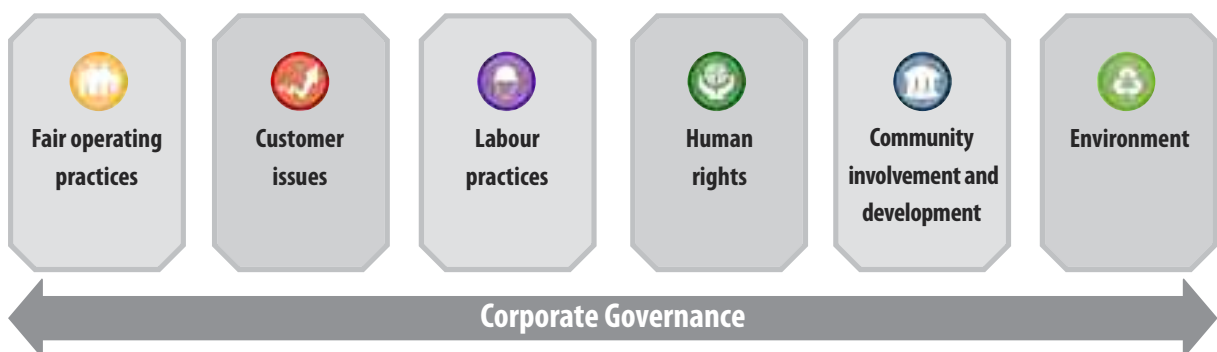 Fair operating
practices
Customer
issues
Labour
practices
Human
rights
Community
involvement and
development
Environment
Corporate Governance